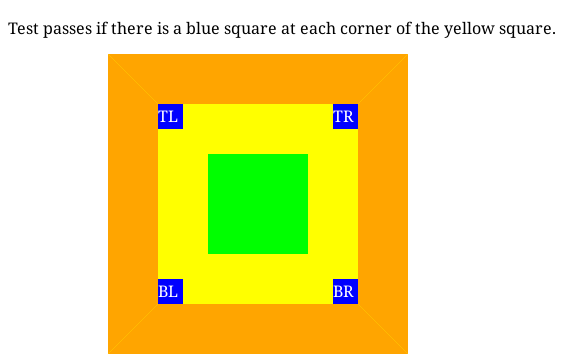 Test passes if there is a blue square at each corner of the yellow square.
TL TR
BL BR